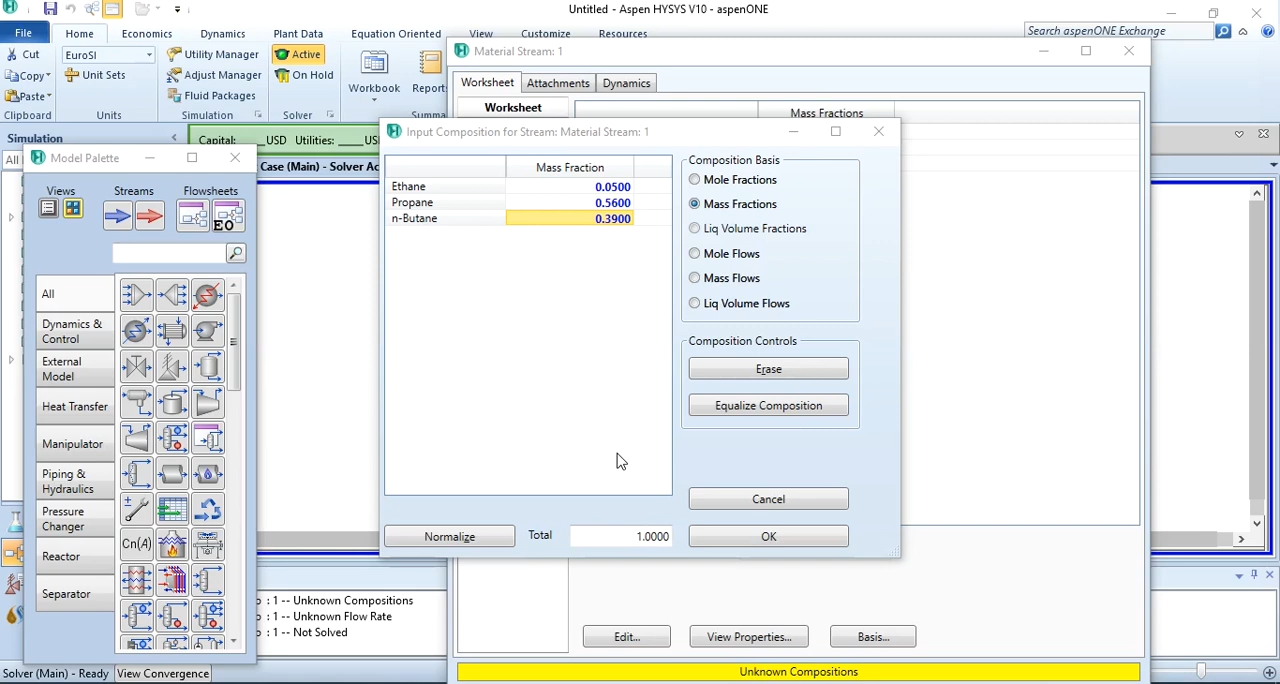 Untitled - Aspen HYSYS V10 - aspenONE
File Home Economics Dynamics Plant Data Equation Oriented View Customize Resources
Search aspenONE Exchange
Cut
Copy
Paste
Clipboard
EuroSI
Unit Sets
Units
Utility Manager
Adjust Manager
Fluid Packages
Simulation
Active
On Hold
Solver
Workbook
Report
Summa
Simulation
All
Capital: ___USD Utilities: ____US
Case (Main) - Solver Ac
Model Palette
Views Streams Flowsheets
EO
All
Dynamics &
Control
External
Model
Heat Transfer
Manipulator
Piping &
Hydraulics
Pressure
Changer
Reactor
Separator
Cn(A)
Material Stream: 1
Worksheet Attachments Dynamics
Worksheet
Mass Fractions
Input Composition for Stream: Material Stream: 1
Mass Fraction
Ethane 0.0500
Propane 0.5600
n-Butane 0.3900
Composition Basis
Mole Fractions
Mass Fractions
Liq Volume Fractions
Mole Flows
Mass Flows
Liq Volume Flows
Composition Controls
Erase
Equalize Composition
Cancel
Normalize Total 1.0000 OK
: 1 -- Unknown Compositions
: 1 -- Unknown Flow Rate
: 1 -- Not Solved
Edit... View Properties... Basis...
Unknown Compositions
Solver (Main) - Ready View Convergence